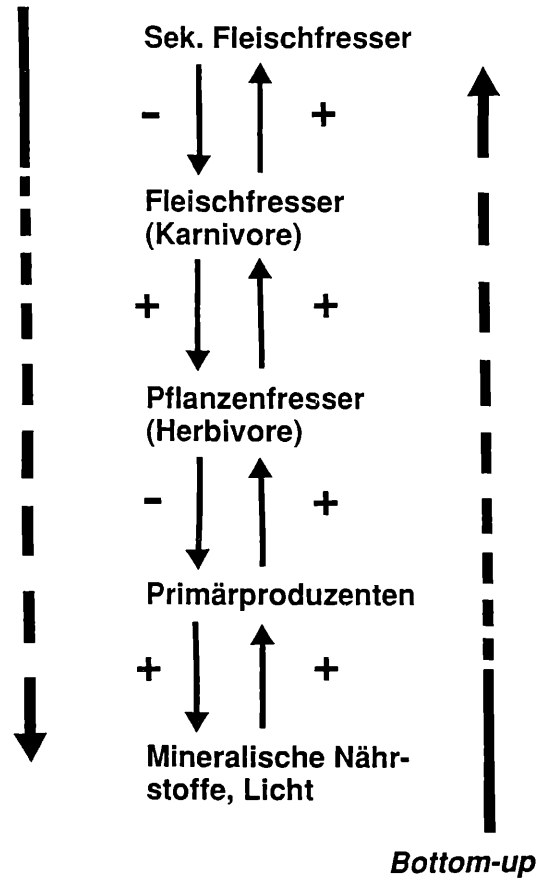 Sek. Fleischfresser
- +
Fleischfresser
(Karnivore)
+ +
Pflanzenfresser
(Herbivore)
- +
Primärproduzenten
+ +
Mineralische Nähr-
stoffe, Licht
Bottom-up